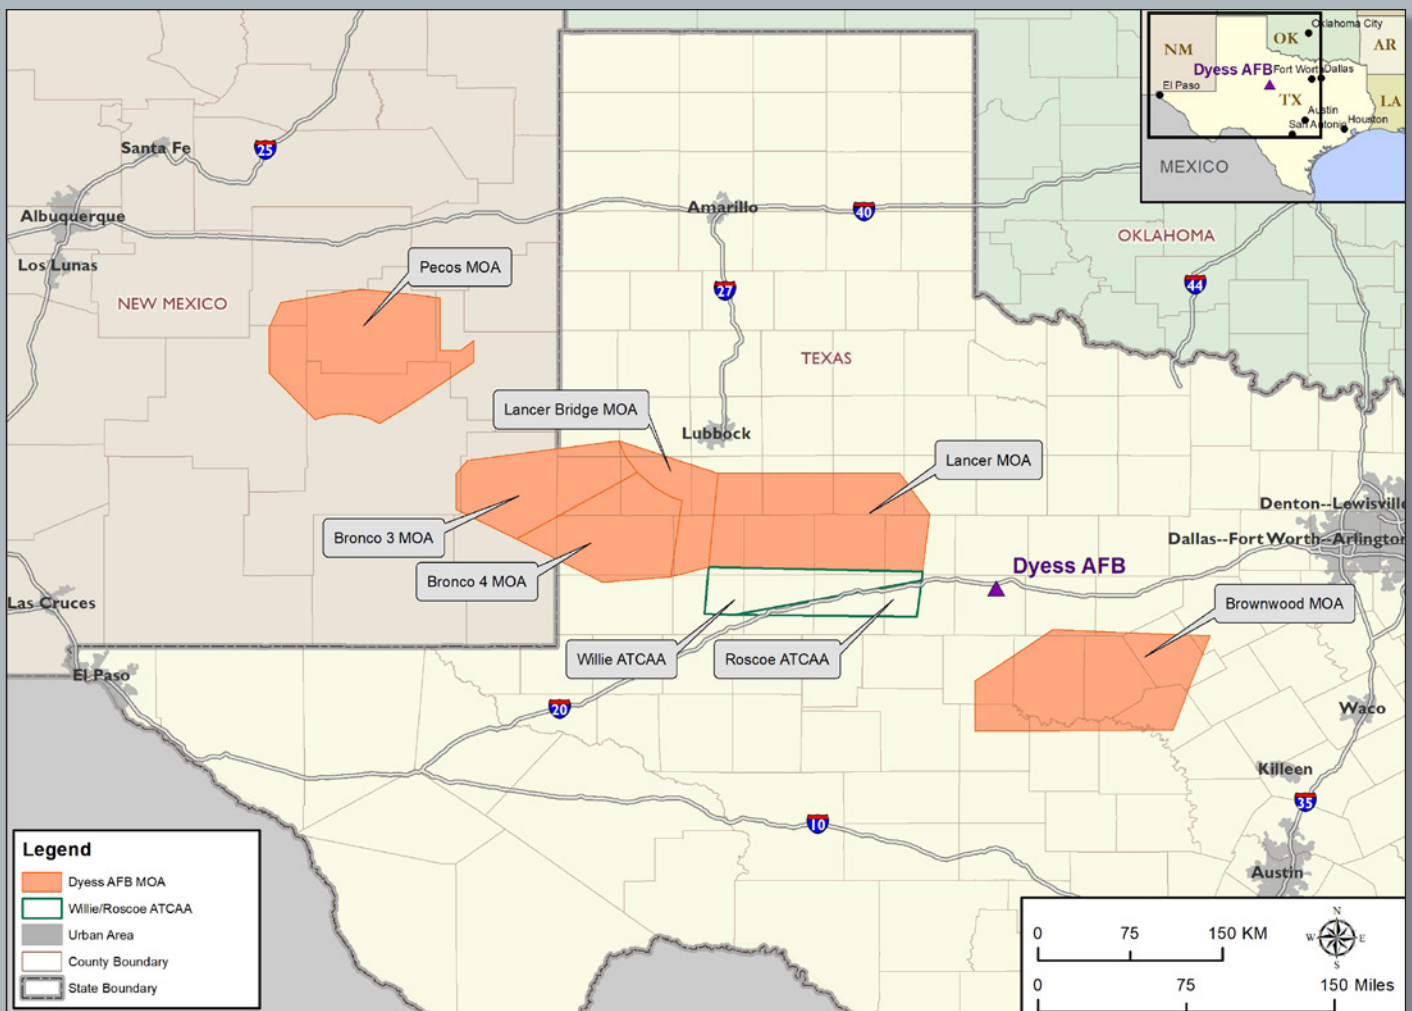 Oklahoma City
NM
OK
AR
Dyess AFB
Fort Worth
Dallas
El Paso
TX
LA
Austin
San Antonio
Houston
MEXICO
Santa Fe
25
Albuquerque
Amarillo
40
OKLAHOMA
Los Lunas
Pecos MOA
27
44
NEW MEXICO
TEXAS
Lancer Bridge MOA
Lubbock
Lancer MOA
Denton--Lewisville
Bronco 3 MOA
Dallas--Fort Worth--Arlington
Dyess AFB
Bronco 4 MOA
Las Cruces
Brownwood MOA
Willie ATCAA
Roscoe ATCAA
El Paso
20
Waco
Killeen
35
10
Austin
Legend
Dyess AFB MOA
Willie/Roscoe ATCAA
Urban Area
County Boundary
State Boundary
N
W
E
S
0 75 150 KM
0 75 150 Miles